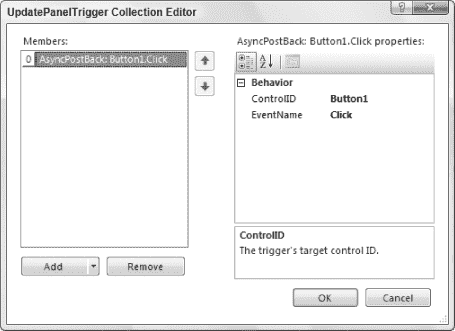 UpdatePanelTrigger Collection Editor
Members:
0 AsyncPostBack: Button1.Click
Add
Remove
AsyncPostBack: Button1.Click properties:
Behavior
ControlID Button1
EventName Click
ControlID
The trigger's target control ID.
OK
Cancel